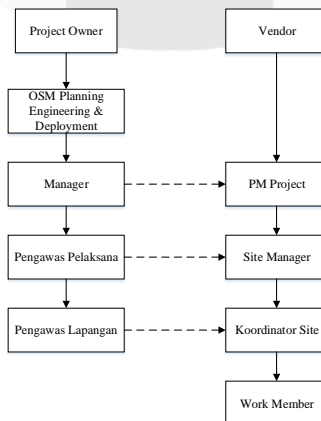 Project Owner
Vendor
OSM Planning
Engineering &
Deployment
Manager
PM Project
Pengawas Pelaksana
Site Manager
Pengawas Lapangan
Koordinator Site
Work Member